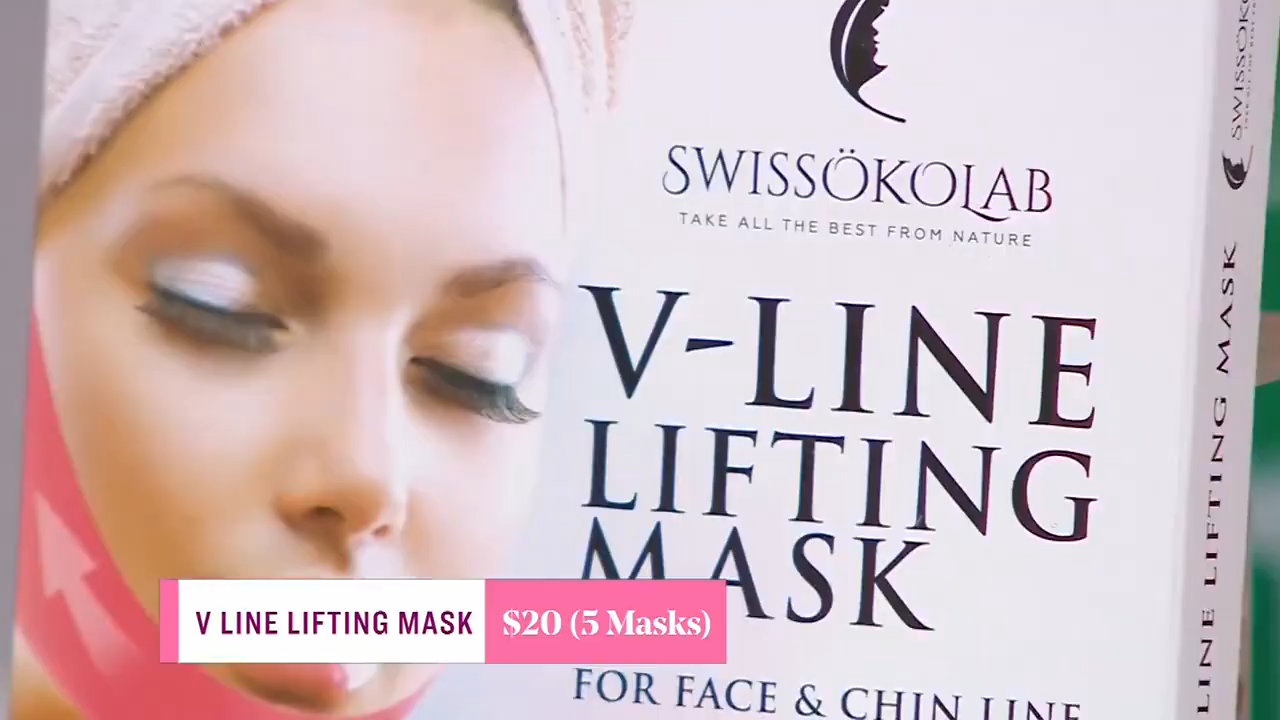 SWISSÖKOLAB
TAKE ALL THE BEST FROM NATURE
V-LINE
LIFTING
MASK
FOR FACE & CHIN LINE
V LINE LIFTING MASK
$20 (5 Masks)
LINE LIFTING MASK